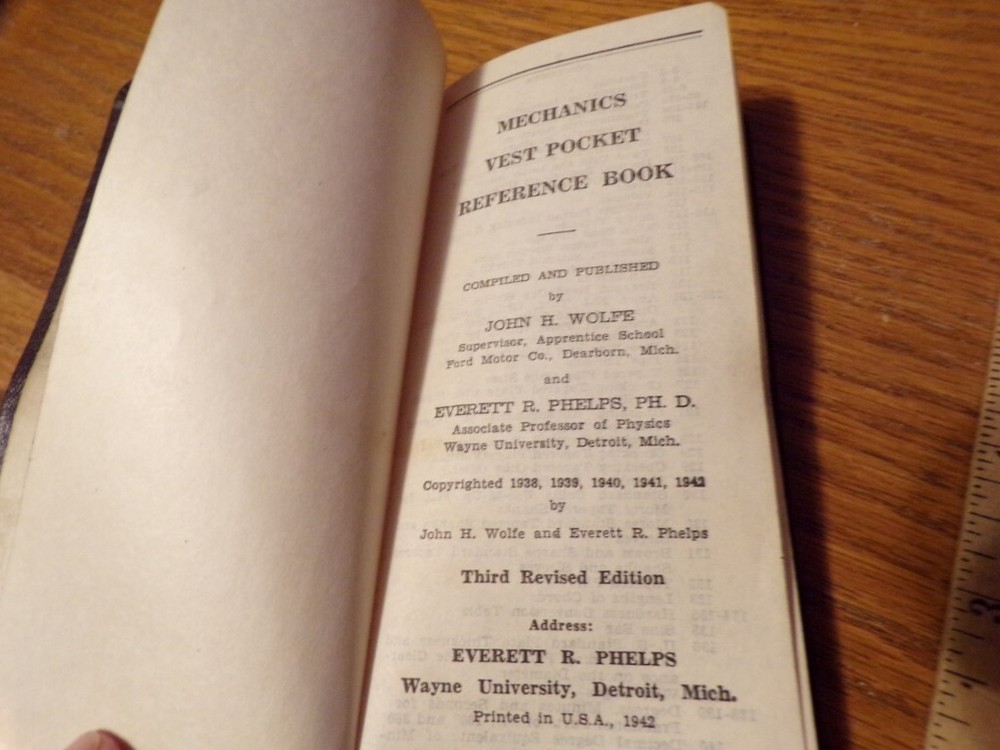 MECHANICS
VEST POCKET
REFERENCE BOOK
COMPILED AND PUBLISHED
by
JOHN H. WOLFE
Supervisor, Apprentice School
Ford Motor Co., Dearborn, Mich.
and
EVERETT R. PHELPS, PH. D.
Associate Professor of Physics
Wayne University, Detroit, Mich.
Copyrighted 1938, 1939, 1940, 1941, 1942
by
John H. Wolfe and Everett R. Phelps
Third Revised Edition
Address:
EVERETT R. PHELPS
Wayne University, Detroit, Mich.
Printed in U.S.A., 1942
3